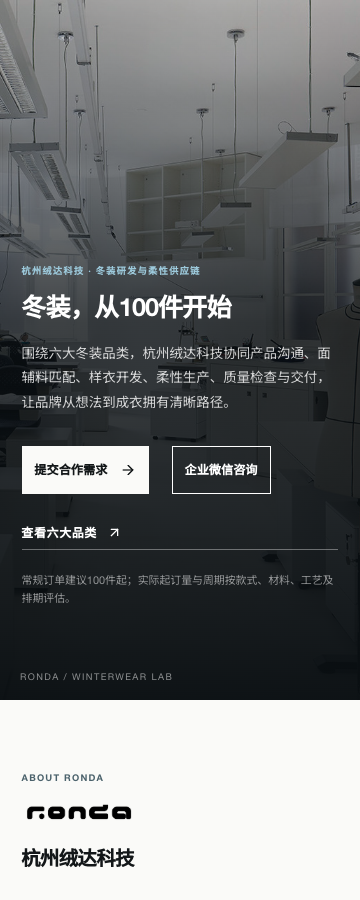 杭州绒达科技 · 冬装研发与柔性供应链
冬装，从100件开始
围绕六大冬装品类，杭州绒达科技协同产品沟通、面
辅料匹配、样衣开发、柔性生产、质量检查与交付，
让品牌从想法到成衣拥有清晰路径。
提交合作需求 →
企业微信咨询
查看六大品类 ↗
常规订单建议100件起；实际起订量与周期按款式、材料、工艺及
排期评估。
RONDA / WINTERWEAR LAB
ABOUT RONDA
ronda
杭州绒达科技